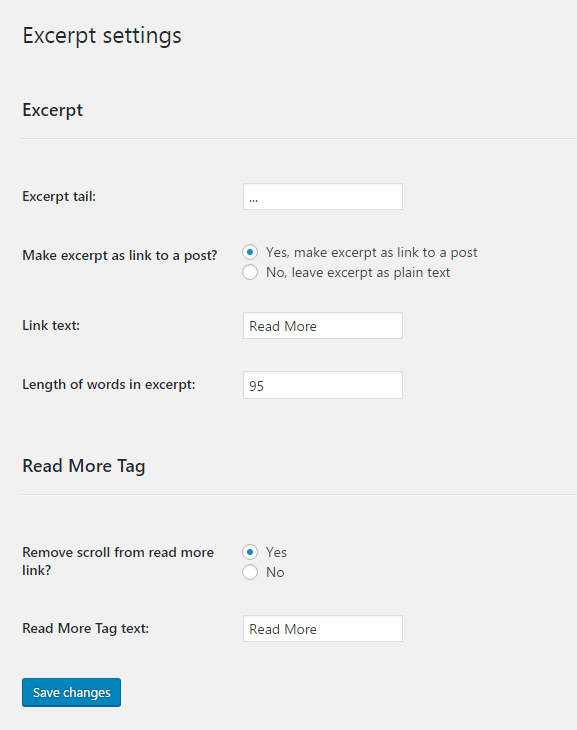 Excerpt settings
Excerpt
Excerpt tail:
...
Make excerpt as link to a post?
Yes, make excerpt as link to a post
No, leave excerpt as plain text
Link text:
Read More
Length of words in excerpt:
95
Read More Tag
Remove scroll from read more
link?
Yes
No
Read More Tag text:
Read More
Save changes